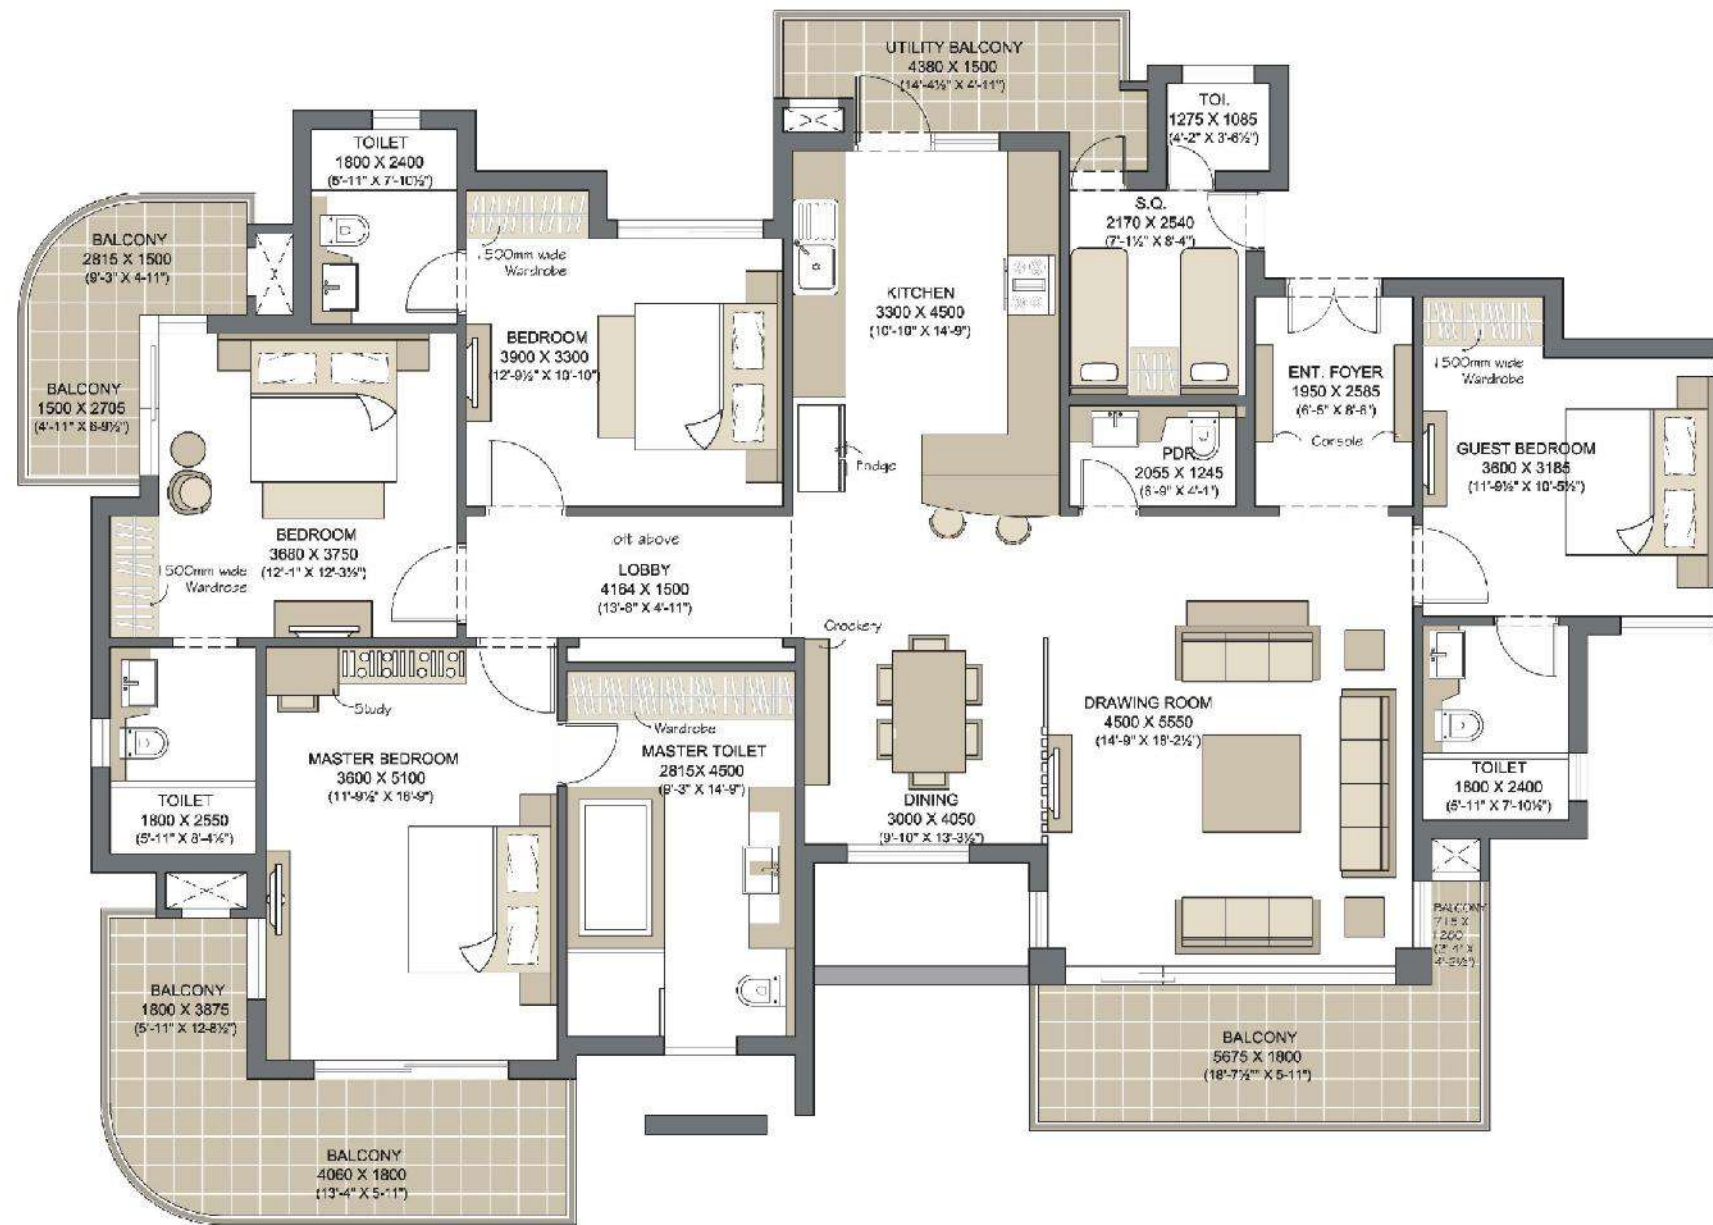 UTILITY BALCONY
4380 X 1500
(14'-4½" X 4'-11")
TOI.
1275 X 1085
(4'-2" X 3'-6½")
TOILET
1800 X 2400
(5'-11" X 7'-10½")
BALCONY
2815 X 1500
(9'-3" X 4-11")
1500mm wide
Wardrobe
S.Q.
2170 X 2540
(7'-1½" X 8'-4")
BEDROOM
3900 X 3300
(12'-9½" X 10'-10")
KITCHEN
3300 X 4500
(10'-10" X 14'-9")
ENT. FOYER
1950 X 2585
(6'-5" X 8'-6")
Console
1500mm wide
Wardrobe
BALCONY
1500 X 2705
(4'-11" X 8-9½")
Fridge
PDR.
2055 X 1245
(6'-9" X 4'-1")
GUEST BEDROOM
3600 X 3185
(11'-9½" X 10'-5½")
BEDROOM
3680 X 3750
(12'-1" X 12'-3½")
1500mm wide
Wardrobe
oft above
LOBBY
4164 X 1500
(13'-8" X 4'-11")
Crockery
Study
Wardrobe
MASTER BEDROOM
3600 X 5100
(11'-9½" X 16'-9")
MASTER TOILET
2815X 4500
(9'-3" X 14'-9")
DINING
3000 X 4050
(9'-10" X 13'-3½")
DRAWING ROOM
4500 X 5550
(14'-9" X 18'-2½")
TOILET
1800 X 2400
(5'-11" X 7'-10½")
TOILET
1800 X 2550
(5'-11" X 8'-4½")
BALCONY
715 X
1280
BALCONY
1800 X 3875
(5'-11" X 12-8½")
BALCONY
5675 X 1800
(18'-7½"" X 5-11")
BALCONY
4060 X 1800
(13'-4" X 5-11")